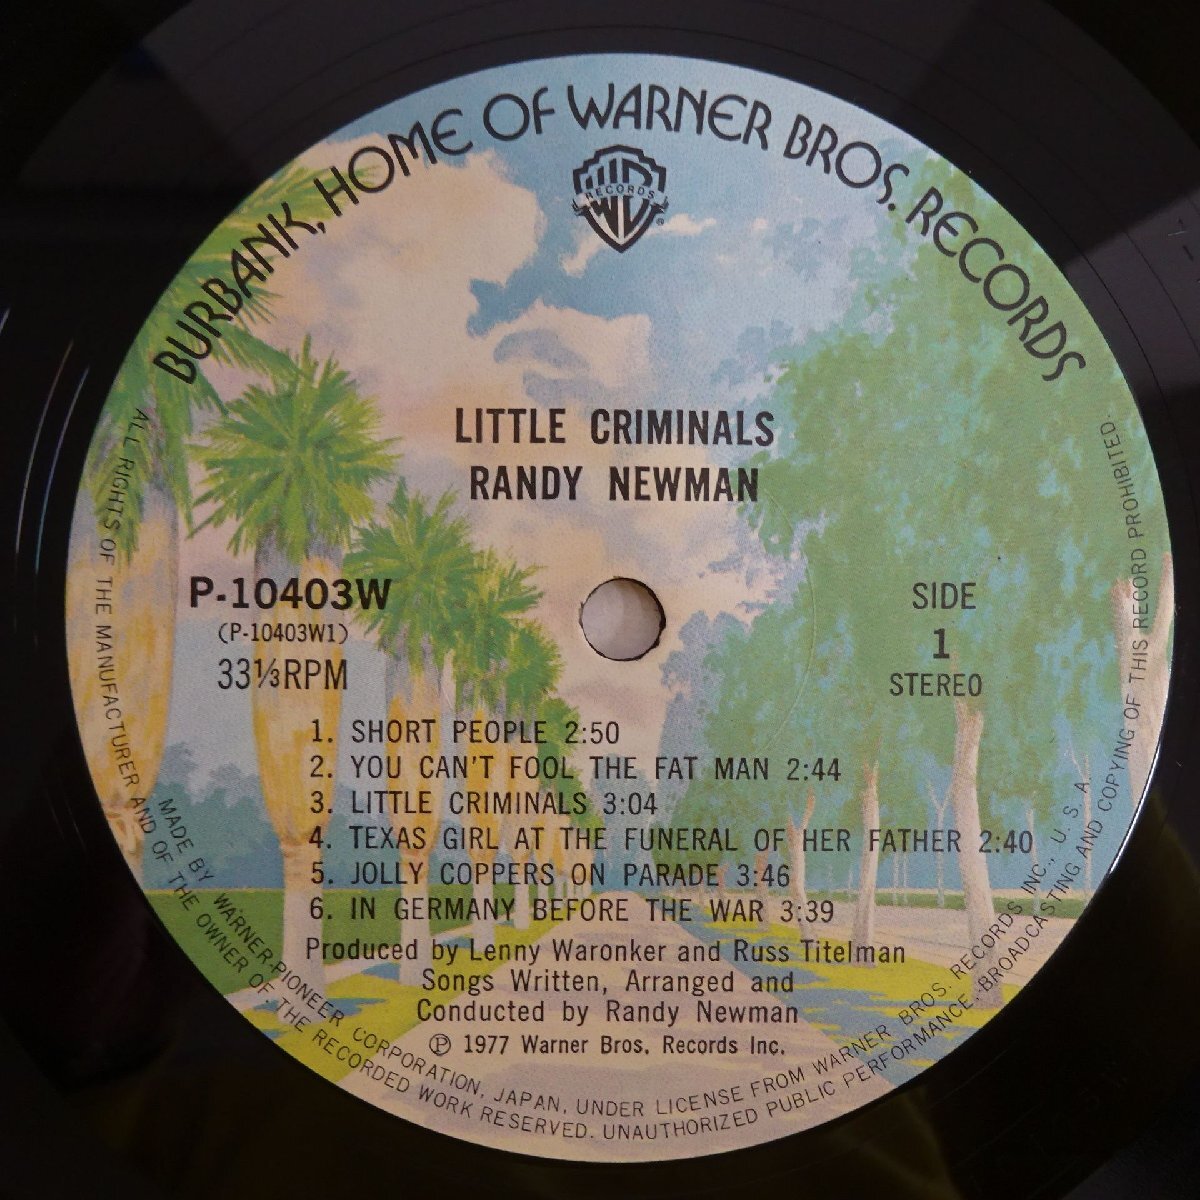 BURBANK, HOME OF WARNER BROS. RECORDS
W B
RECORDS
®
LITTLE CRIMINALS
RANDY NEWMAN
P-10403W
(P-10403W1)
33⅓RPM
SIDE
1
STEREO
1. SHORT PEOPLE 2:50
2. YOU CAN'T FOOL THE FAT MAN 2:44
3. LITTLE CRIMINALS 3:04
4. TEXAS GIRL AT THE FUNERAL OF HER FATHER 2:40
5. JOLLY COPPERS ON PARADE 3:46
6. IN GERMANY BEFORE THE WAR 3:39
Produced by Lenny Waronker and Russ Titelman
Songs Written, Arranged and
Conducted by Randy Newman
Ⓟ 1977 Warner Bros. Records Inc.
MADE BY WARNER-PIONEER CORPORATION, JAPAN, UNDER LICENSE FROM WARNER BROS. RECORDS INC., U.S.A.
ALL RIGHTS OF THE MANUFACTURER AND OF THE OWNER OF THE RECORDED WORK RESERVED. UNAUTHORIZED PUBLIC PERFORMANCE. BROADCASTING AND COPYING OF THIS RECORD PROHIBITED.